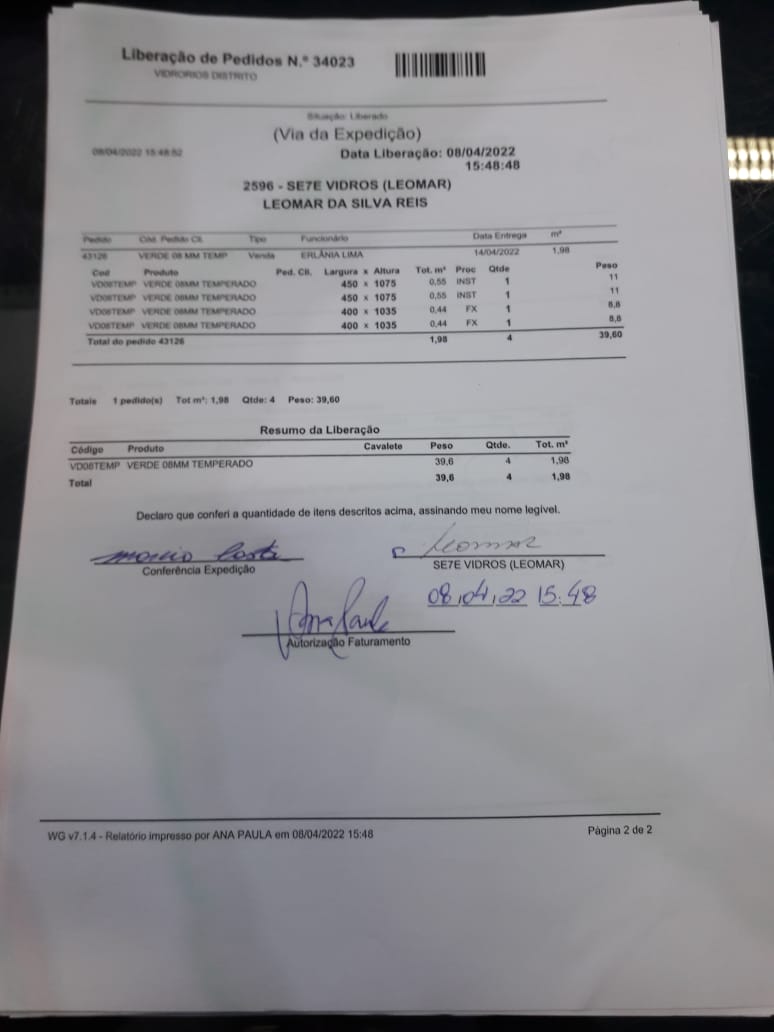 Liberação de Pedidos N.º 34023
VIDRORIOS DISTRITO
Situação: Liberado
(Via da Expedição)
08/04/2022 15:48:52
Data Liberação: 08/04/2022
15:48:48
2596 - SE7E VIDROS (LEOMAR)
LEOMAR DA SILVA REIS
Pedido Cód. Pedido Cli. Tipo Funcionário Data Entrega m²
43126 VERDE 08 MM TEMP Venda ERLÂNIA LIMA 14/04/2022 1,98
Cod Produto Ped. Cli. Largura x Altura Tot. m² Proc Qtde Peso
VD08TEMP VERDE 08MM TEMPERADO 450 x 1075 0,55 INST 1 11
VD08TEMP VERDE 08MM TEMPERADO 450 x 1075 0,55 INST 1 11
VD08TEMP VERDE 08MM TEMPERADO 400 x 1035 0,44 FX 1 8,8
VD08TEMP VERDE 08MM TEMPERADO 400 x 1035 0,44 FX 1 8,8
Total do pedido 43126 1,98 4 39,60
Totais 1 pedido(s) Tot m²: 1,98 Qtde: 4 Peso: 39,60
Resumo da Liberação
Código Produto Cavalete Peso Qtde. Tot. m²
VD08TEMP VERDE 08MM TEMPERADO 39,6 4 1,98
Total 39,6 4 1,98
Declaro que conferi a quantidade de itens descritos acima, assinando meu nome legível.
marcio Costa Leomar
Conferência Expedição SE7E VIDROS (LEOMAR)
08,04,22 15:48
Ana Paula
Autorização Faturamento
WG v7.1.4 - Relatório impresso por ANA PAULA em 08/04/2022 15:48 Página 2 de 2